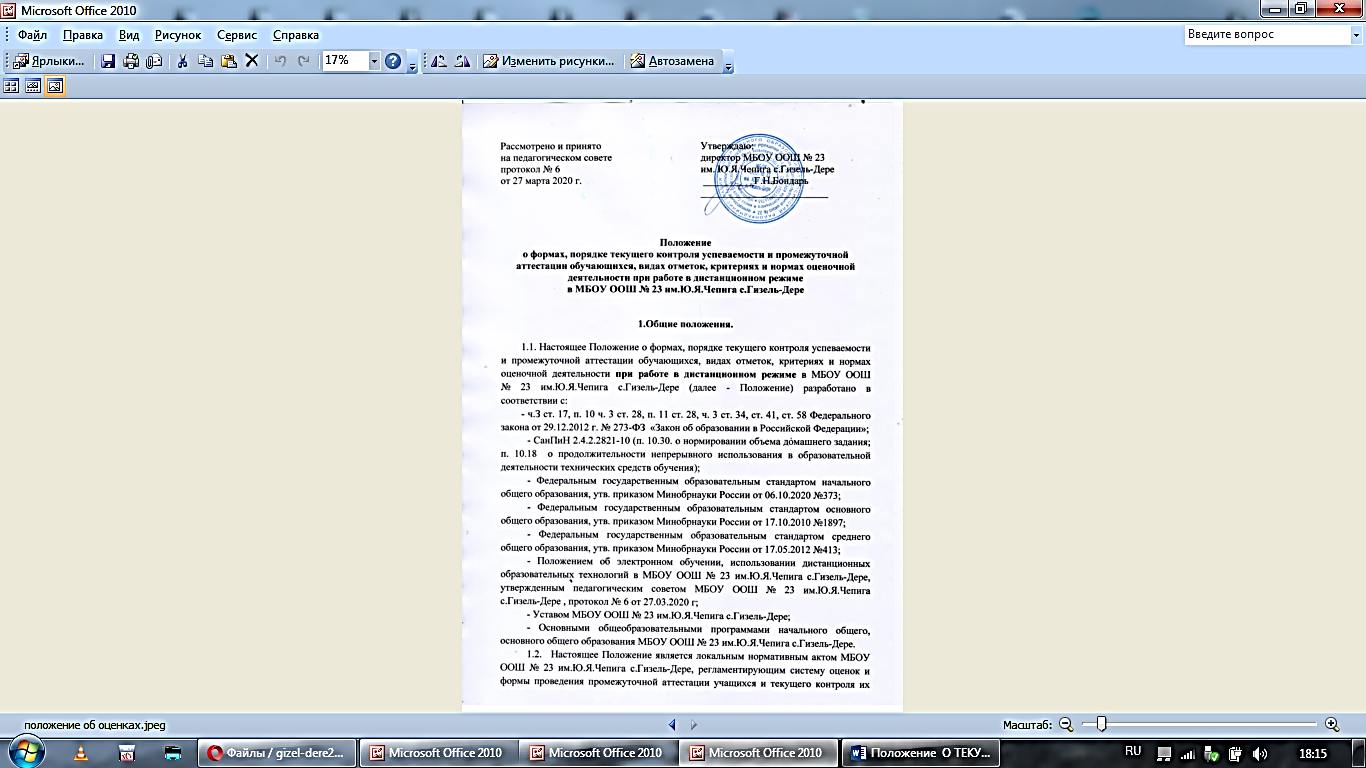 Microsoft Office 2010
Файл Правка Вид Рисунок Сервис Справка
Введите вопрос
Ярлыки... 17% Изменить рисунки... Автозамена
Рассмотрено и принято
на педагогическом совете
протокол № 6
от 27 марта 2020 г.
Утверждаю:
директор МБОУ ООШ № 23
им. Ю.Я.Чепига с.Гизель-Дере
Г.Н.Бондарь
Положение
о формах, порядке текущего контроля успеваемости и промежуточной
аттестации обучающихся, видах отметок, критериях и нормах оценочной
деятельности при работе в дистанционном режиме
в МБОУ ООШ № 23 им.Ю.Я.Чепига с.Гизель-Дере
1.Общие положения.
1.1. Настоящее Положение о формах, порядке текущего контроля успеваемости
и промежуточной аттестации обучающихся, видах отметок, критериях и нормах
оценочной деятельности при работе в дистанционном режиме в МБОУ ООШ
№ 23 им.Ю.Я.Чепига с.Гизель-Дере (далее - Положение) разработано в
соответствии с:
- ч.3 ст. 17, п. 10 ч. 3 ст. 28, п. 11 ст. 28, ч. 3 ст. 34, ст. 41, ст. 58 Федерального
закона от 29.12.2012 г. № 273-ФЗ «Закон об образовании в Российской Федерации»;
- СанПиН 2.4.2.2821-10 (п. 10.30. о нормировании объема домашнего задания;
п. 10.18 о продолжительности непрерывного использования в образовательной
деятельности технических средств обучения);
- Федеральным государственным образовательным стандартом начального
общего образования, утв. приказом Минобрнауки России от 06.10.2020 №373;
- Федеральным государственным образовательным стандартом основного
общего образования, утв. приказом Минобрнауки России от 17.10.2010 №1897;
- Федеральным государственным образовательным стандартом среднего
общего образования, утв. приказом Минобрнауки России от 17.05.2012 №413;
- Положением об электронном обучении, использовании дистанционных
образовательных технологий в МБОУ ООШ № 23 им.Ю.Я.Чепига с.Гизель-Дере,
утвержденным педагогическим советом МБОУ ООШ № 23 им.Ю.Я.Чепига
с.Гизель-Дере , протокол № 6 от 27.03.2020 г;
- Уставом МБОУ ООШ № 23 им.Ю.Я.Чепига с.Гизель-Дере;
- Основными общеобразовательными программами начального общего,
основного общего образования МБОУ ООШ № 23 им.Ю.Я.Чепига с.Гизель-Дере.
1.2. Настоящее Положение является локальным нормативным актом МБОУ
ООШ № 23 им.Ю.Я.Чепига с.Гизель-Дере, регламентирующим систему оценок и
формы проведения промежуточной аттестации учащихся и текущего контроля их
положение об оценках.jpeg
Масштаб:
Файлы / gizel-dere2... Microsoft Office 2010 Microsoft Office 2010 Microsoft Office 2010 Положение О ТЕКУ... RU 18:15